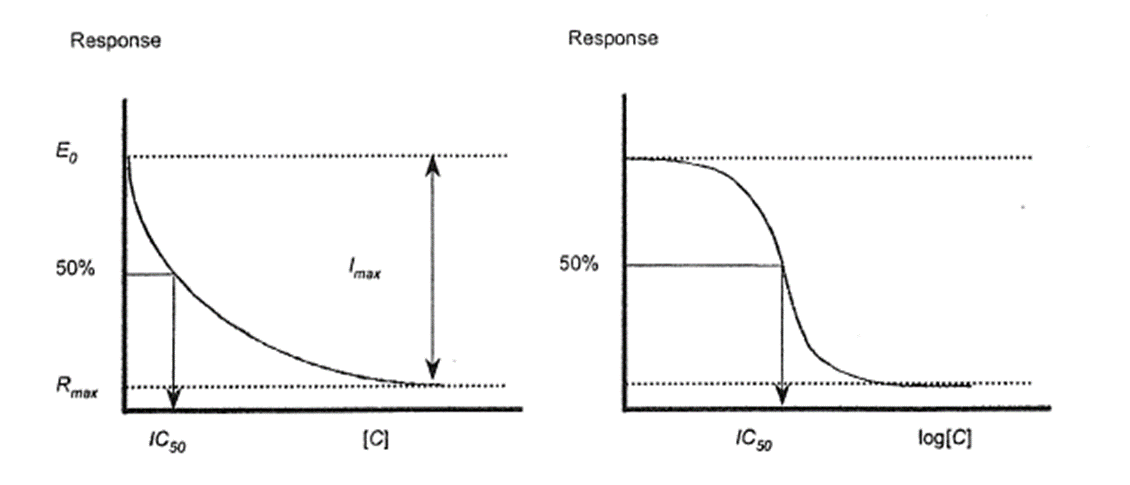 Response
E0
50%
Imax
Rmax
IC50
[C]
Response
50%
IC50
log[C]